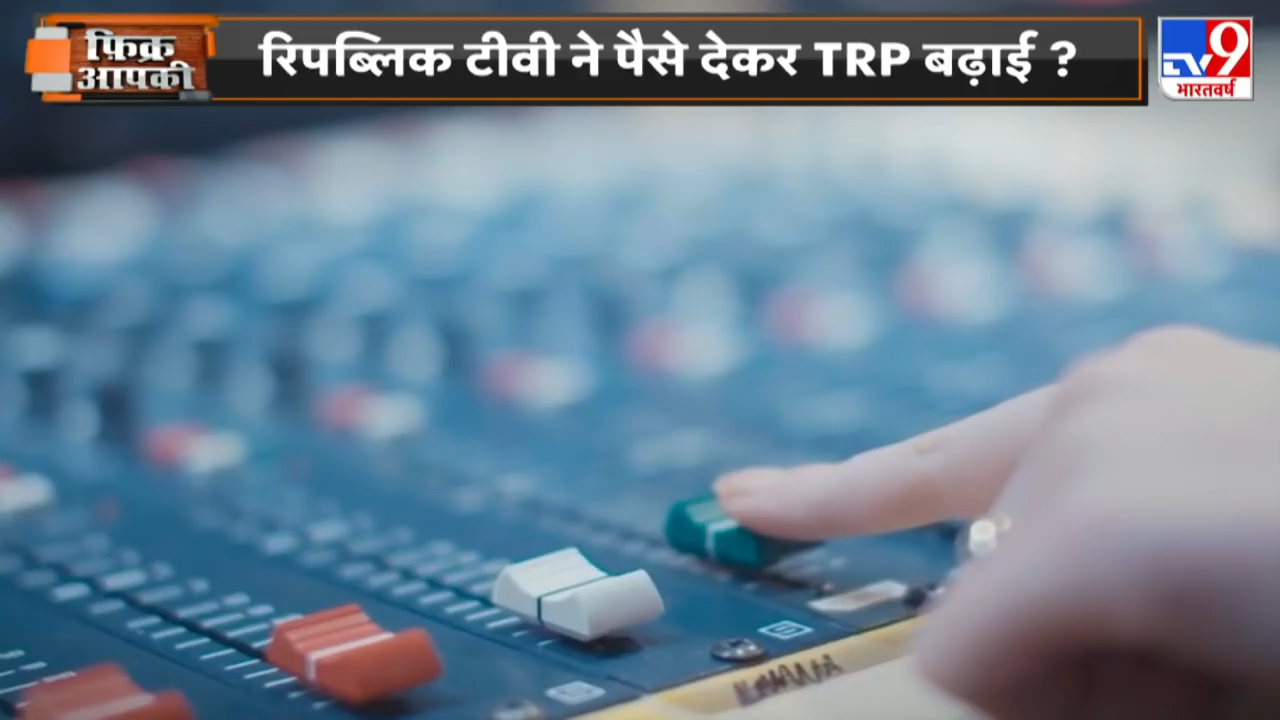 फ़िक्र
आपकी
रिपब्लिक टीवी ने पैसे देकर TRP बढ़ाई ?
TV9
भारतवर्ष